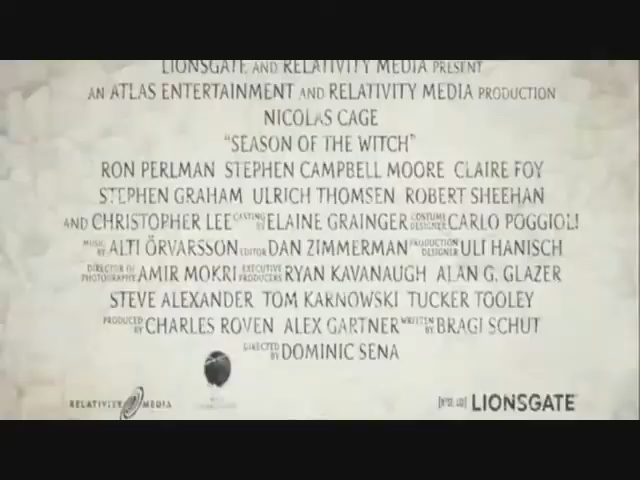 LIONSGATE AND RELATIVITY MEDIA PRESENT
AN ATLAS ENTERTAINMENT AND RELATIVITY MEDIA PRODUCTION
NICOLAS CAGE
"SEASON OF THE WITCH"
RON PERLMAN STEPHEN CAMPBELL MOORE CLAIRE FOY
STEPHEN GRAHAM ULRICH THOMSEN ROBERT SHEEHAN
AND CHRISTOPHER LEE CASTING BY ELAINE GRAINGER COSTUME DESIGNER CARLO POGGIOLI
MUSIC BY ATLI ÖRVARSSON EDITOR DAN ZIMMERMAN PRODUCTION DESIGNER ULI HANISCH
DIRECTOR OF PHOTOGRAPHY AMIR MOKRI EXECUTIVE PRODUCERS RYAN KAVANAUGH ALAN G. GLAZER
STEVE ALEXANDER TOM KARNOWSKI TUCKER TOOLEY
PRODUCED BY CHARLES ROVEN ALEX GARTNER WRITTEN BY BRAGI SCHUT
DIRECTED BY DOMINIC SENA
RELATIVITY MEDIA
LIONSGATE